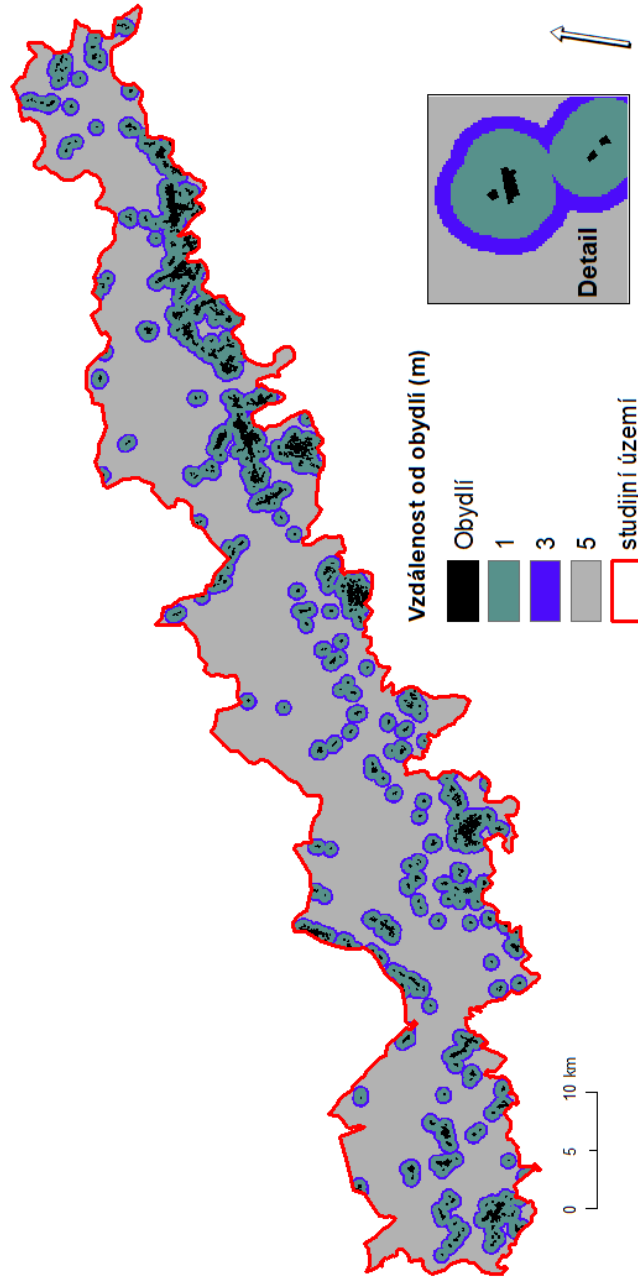 Vzdálenost od obydlí (m)
Obydlí
1
3
5
studijní území
Detail
0 5 10 km